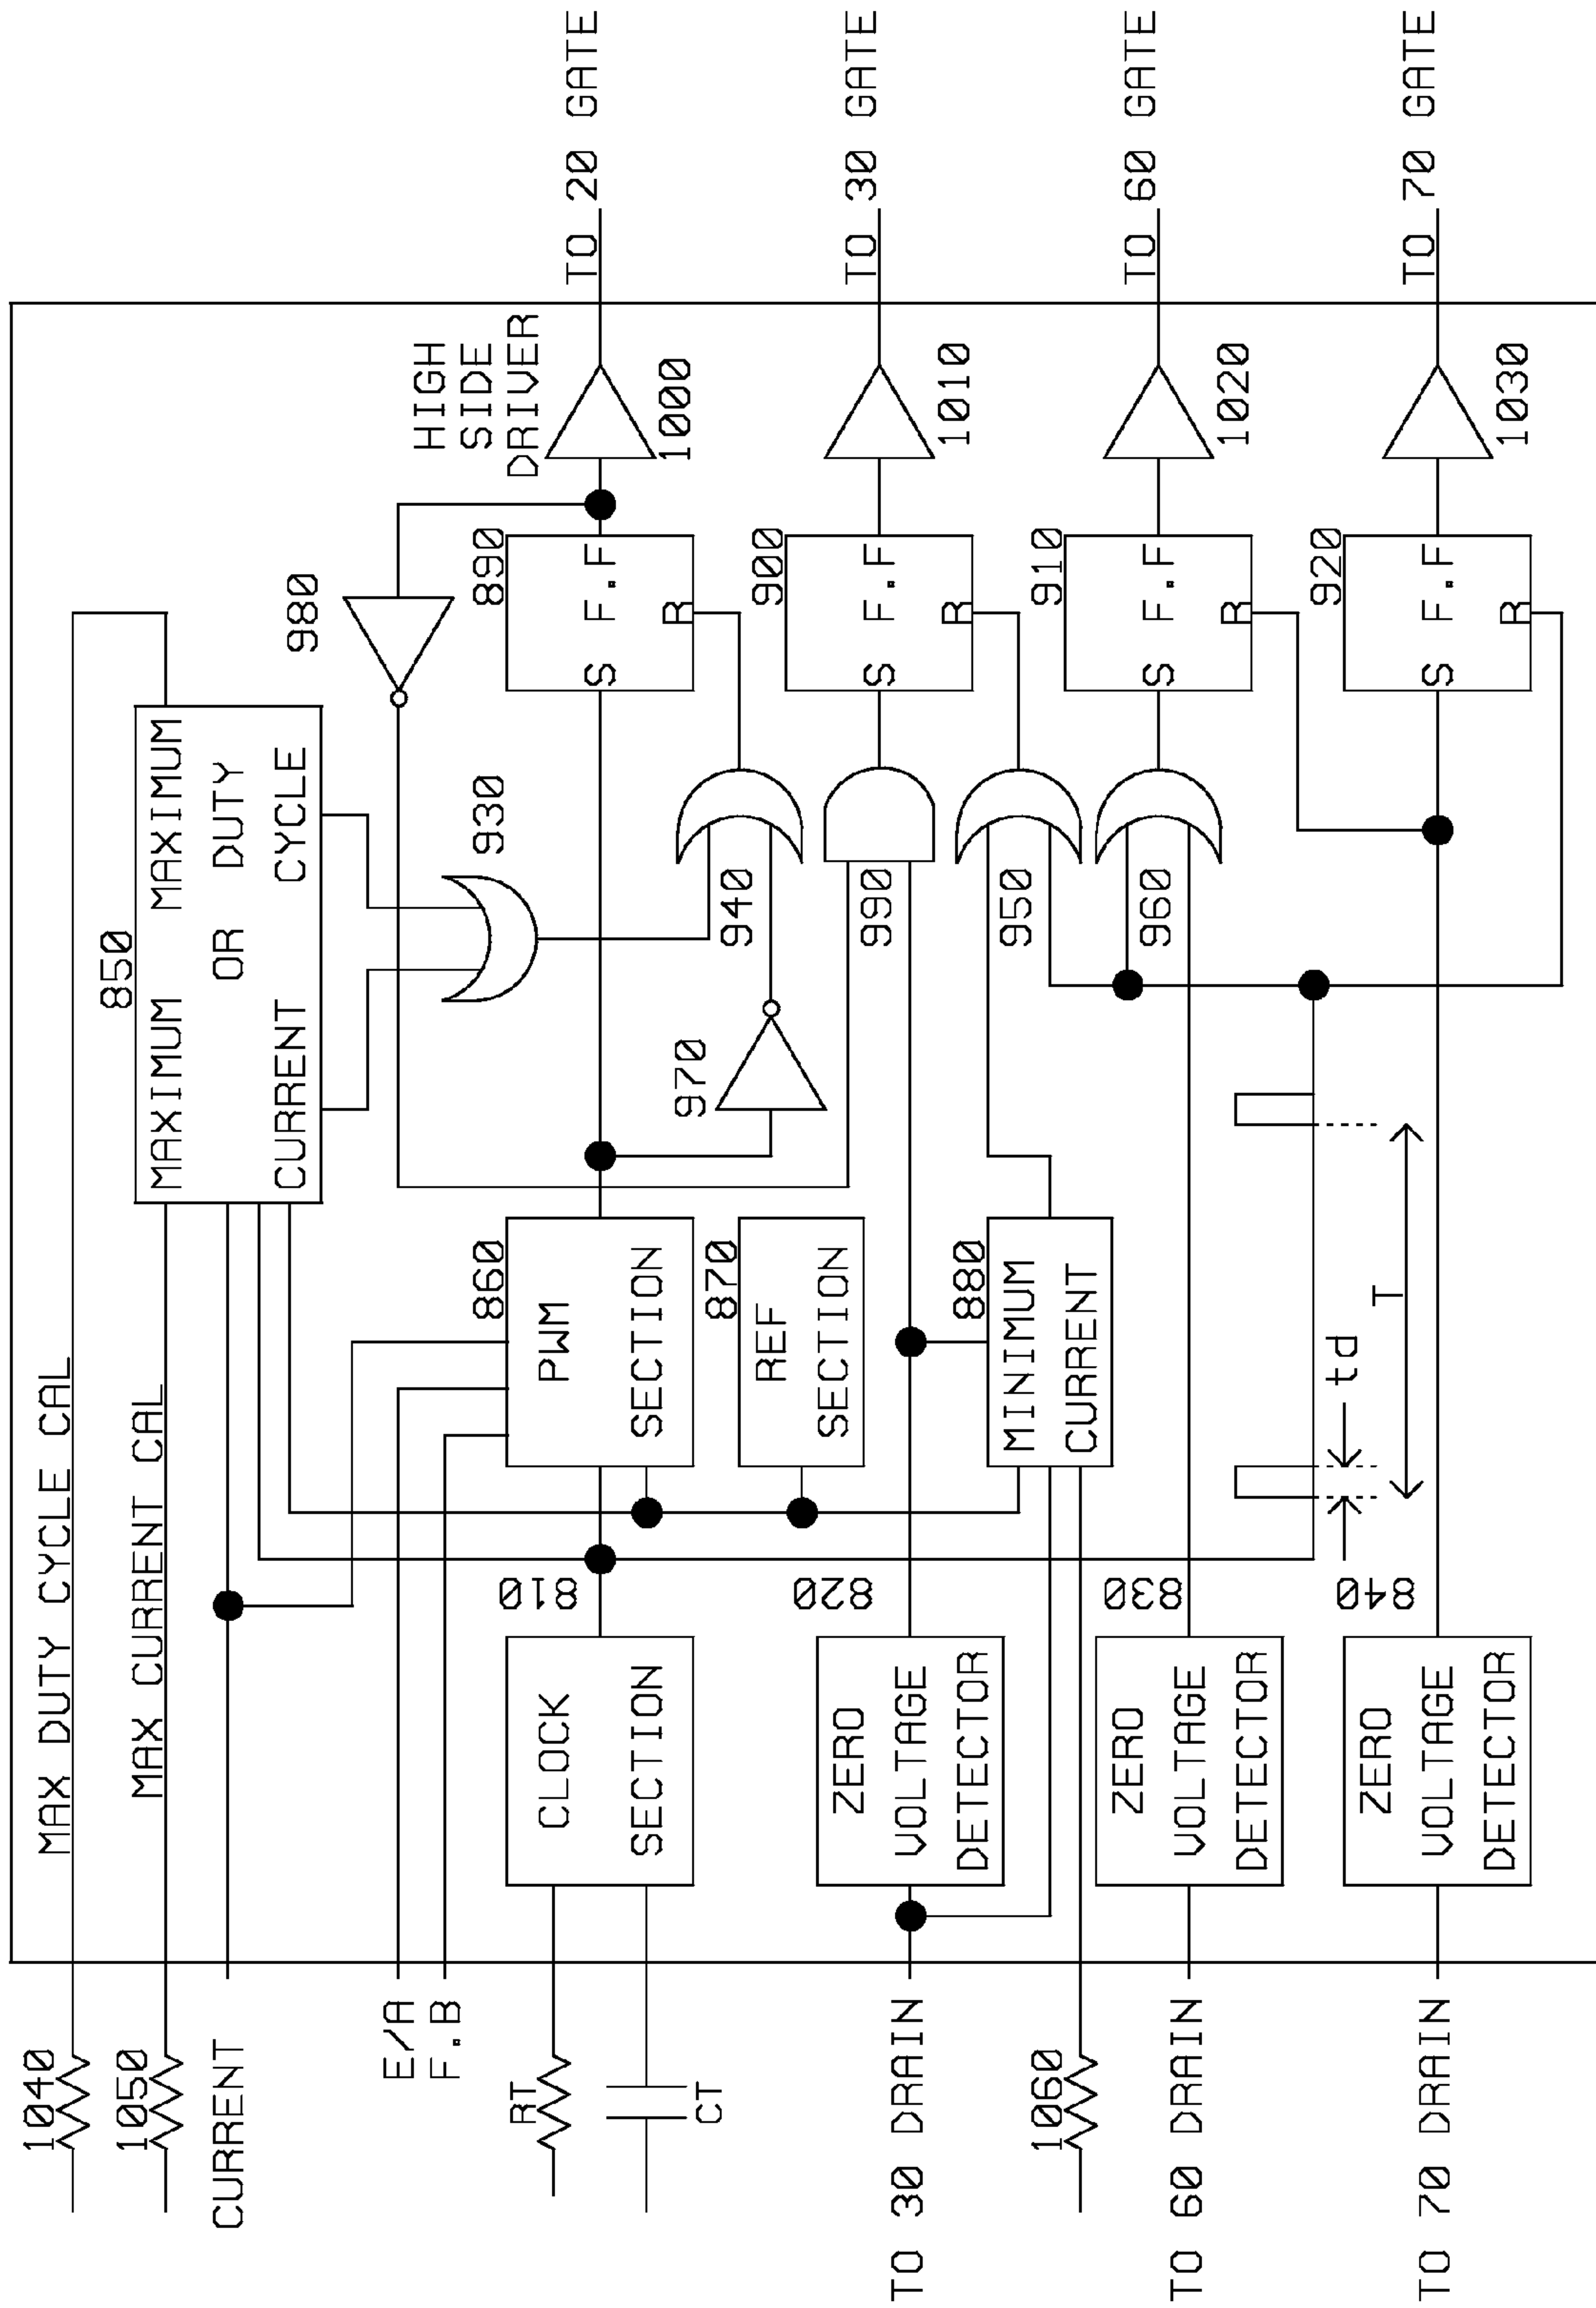 1040
MAX DUTY CYCLE CAL
1050
MAX CURRENT CAL
CURRENT
850
MAXIMUM MAXIMUM
OR DUTY
CURRENT CYCLE
980
E/A
F.B
930
HIGH
SIDE
DRIVER
RT
CT
CLOCK
SECTION
810
860
PWM
SECTION
890
S F.F
R
1000
TO 20 GATE
970
940
870
REF
SECTION
TO 30 DRAIN
ZERO
VOLTAGE
DETECTOR
820
990
900
S F.F
R
1010
TO 30 GATE
1060
880
MINIMUM
CURRENT
950
TO 60 DRAIN
ZERO
VOLTAGE
DETECTOR
830
960
910
S F.F
R
1020
TO 60 GATE
td
T
TO 70 DRAIN
ZERO
VOLTAGE
DETECTOR
840
920
S F.F
R
1030
TO 70 GATE